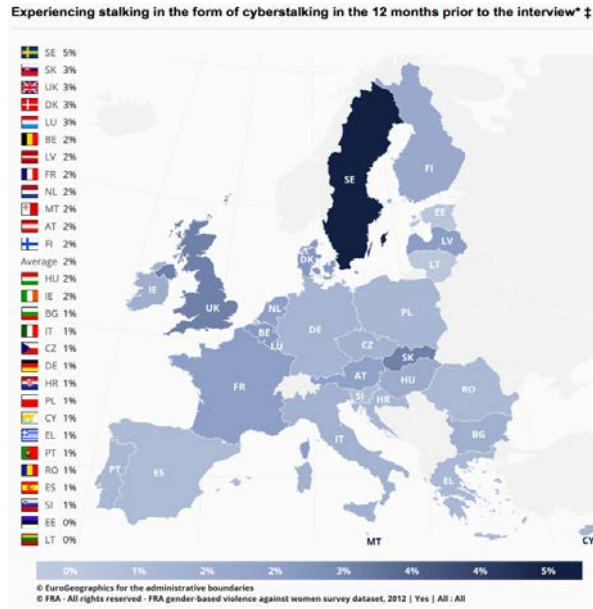 Experiencing stalking in the form of cyberstalking in the 12 months prior to the interview* ‡
SE 5%
SK 3%
UK 3%
DK 3%
LU 3%
BE 2%
LV 2%
FR 2%
NL 2%
MT 2%
AT 2%
FI 2%
Average 2%
HU 2%
IE 2%
BG 1%
IT 1%
CZ 1%
DE 1%
HR 1%
PL 1%
CY 1%
EL 1%
PT 1%
RO 1%
ES 1%
SI 1%
EE 0%
LT 0%
SE
FI
EE
LV
LT
DK
IE
UK
NL
BE
LU
DE
PL
CZ
SK
AT
HU
SI
HR
RO
FR
IT
BG
PT
ES
EL
MT
CY
0% 1% 2% 2% 3% 4% 4% 5%
© EuroGeographics for the administrative boundaries
© FRA - All rights reserved - FRA gender-based violence against women survey dataset, 2012 | Yes | All : All